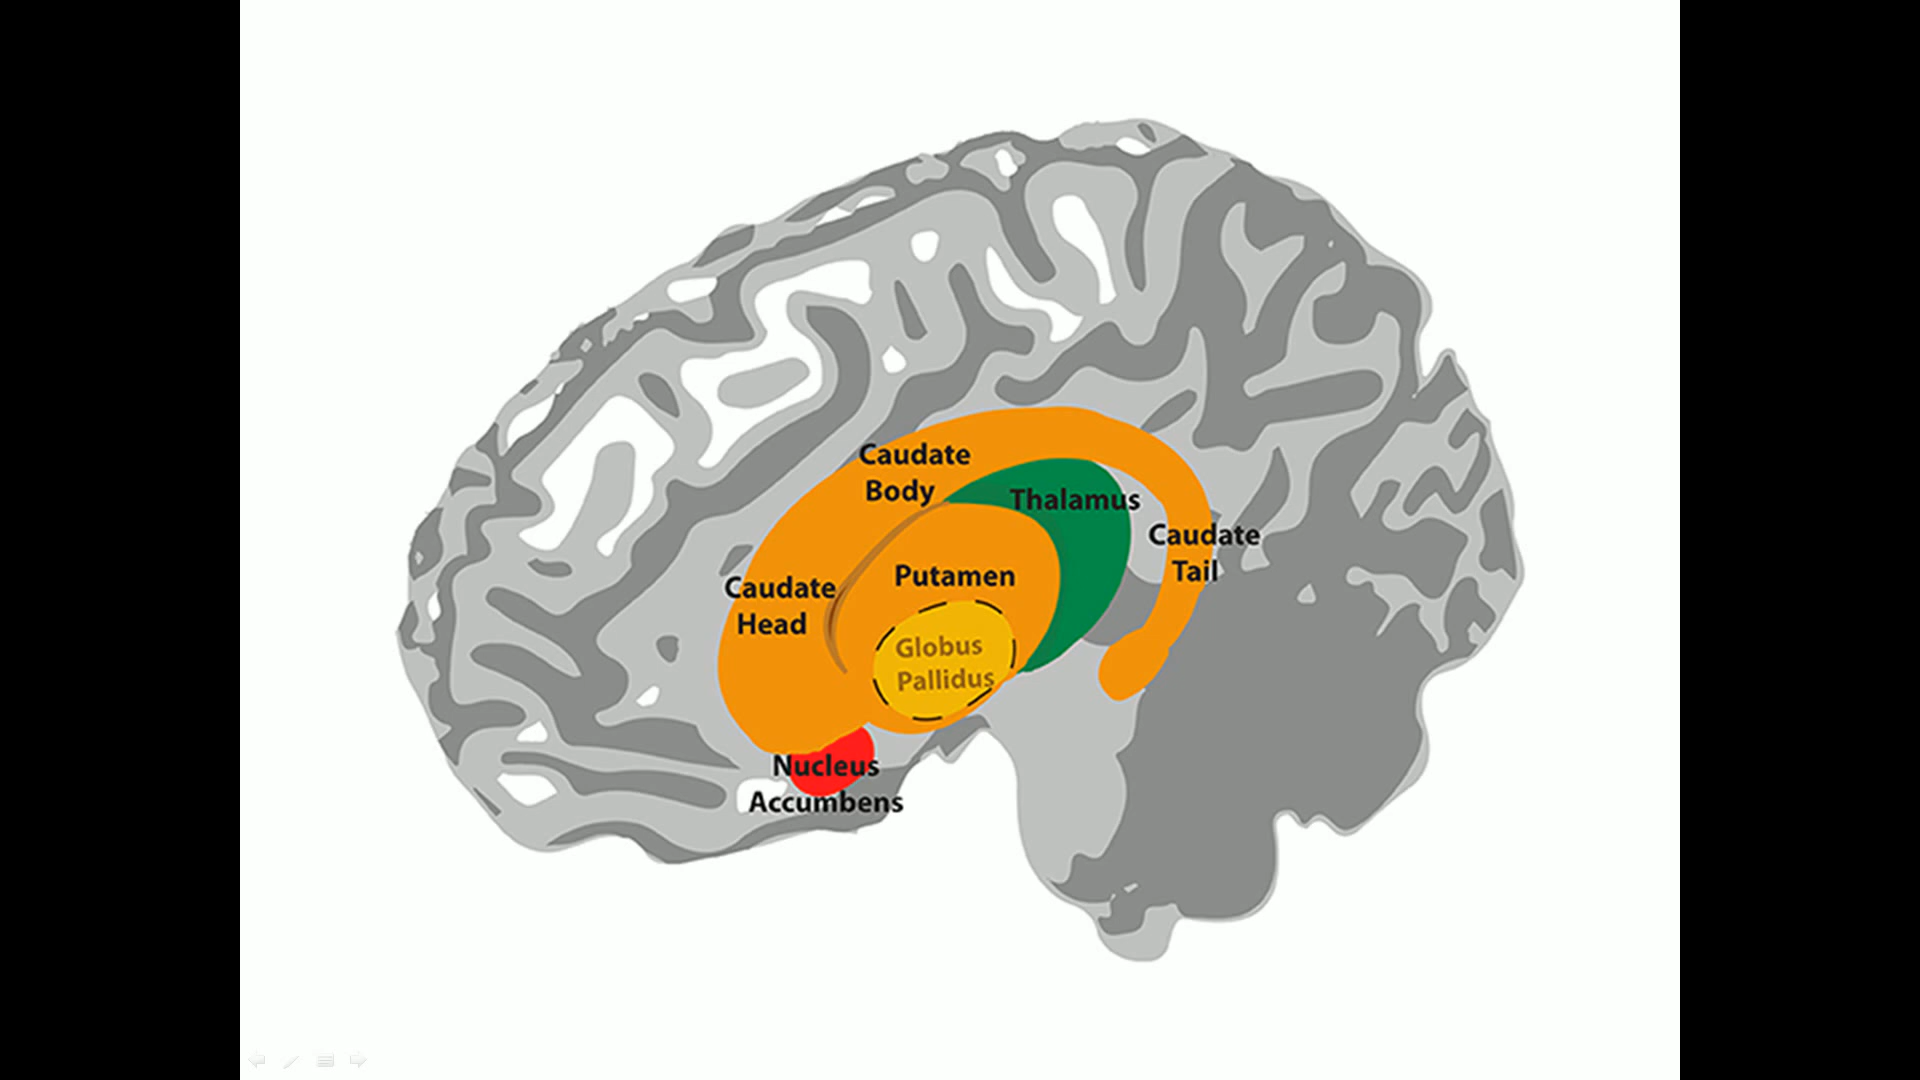 Caudate
Body
Thalamus
Caudate
Tail
Putamen
Caudate
Head
Globus
Pallidus
Nucleus
Accumbens